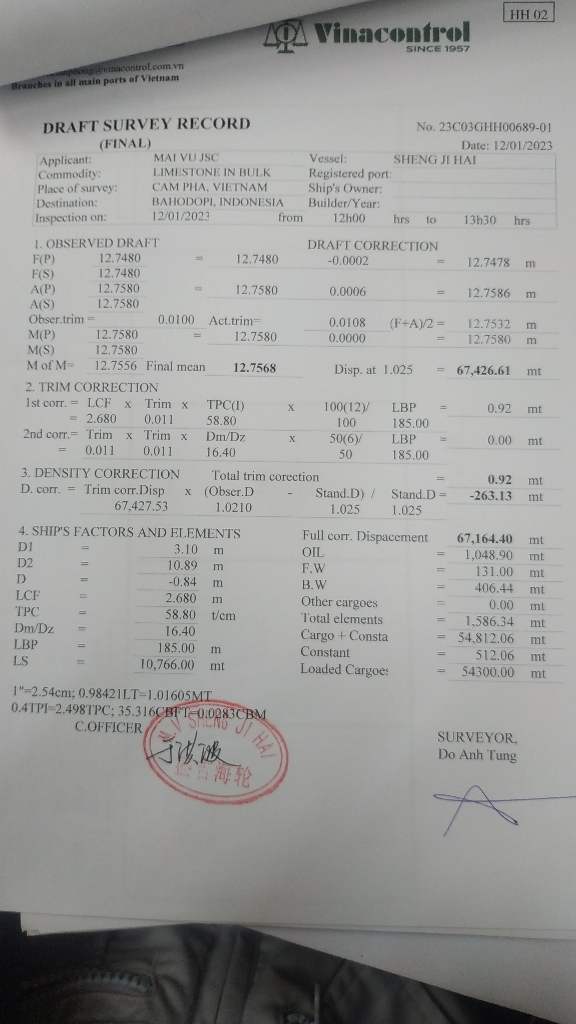 HH 02
Vinacontrol
SINCE 1957
@vinacontrol.com.vn
Branches in all main ports of Vietnam
DRAFT SURVEY RECORD
(FINAL)
No. 23C03GHH00689-01
Date: 12/01/2023
Applicant: MAI VU JSC Vessel: SHENG JI HAI
Commodity: LIMESTONE IN BULK Registered port:
Place of survey: CAM PHA, VIETNAM Ship's Owner:
Destination: BAHODOPI, INDONESIA Builder/Year:
Inspection on: 12/01/2023 from 12h00 hrs to 13h30 hrs
1. OBSERVED DRAFT DRAFT CORRECTION
F(P) 12.7480 = 12.7480 -0.0002 = 12.7478 m
F(S) 12.7480
A(P) 12.7580 = 12.7580 0.0006 = 12.7586 m
A(S) 12.7580
Obser.trim = 0.0100 Act.trim= 0.0108 (F+A)/2 = 12.7532 m
M(P) 12.7580 = 12.7580 0.0000 = 12.7580 m
M(S) 12.7580
M of M= 12.7556 Final mean 12.7568 Disp. at 1.025 = 67,426.61 mt
2. TRIM CORRECTION
1st corr. = LCF x Trim x TPC(I) x 100(12)/ LBP = 0.92 mt
= 2.680 0.011 58.80 100 185.00
2nd corr.= Trim x Trim x Dm/Dz x 50(6)/ LBP = 0.00 mt
= 0.011 0.011 16.40 50 185.00
3. DENSITY CORRECTION Total trim corection = 0.92 mt
D. corr. = Trim corr.Disp x (Obser.D - Stand.D) / Stand.D = -263.13 mt
67,427.53 1.0210 1.025 1.025
4. SHIP'S FACTORS AND ELEMENTS Full corr. Dispacement 67,164.40 mt
D1 = 3.10 m OIL = 1,048.90 mt
D2 = 10.89 m F.W = 131.00 mt
D = -0.84 m B.W = 406.44 mt
LCF = 2.680 m Other cargoes = 0.00 mt
TPC = 58.80 t/cm Total elements = 1,586.34 mt
Dm/Dz = 16.40 Cargo + Consta = 54,812.06 mt
LBP = 185.00 m Constant = 512.06 mt
LS = 10,766.00 mt Loaded Cargoe: = 54300.00 mt
1"=2.54cm; 0.98421LT=1.01605MT
0.4TPI=2.498TPC; 35.316CBFT=0.0283CBM
C.OFFICER
M.V SHENG JI HAI
海轮
SURVEYOR,
Do Anh Tung